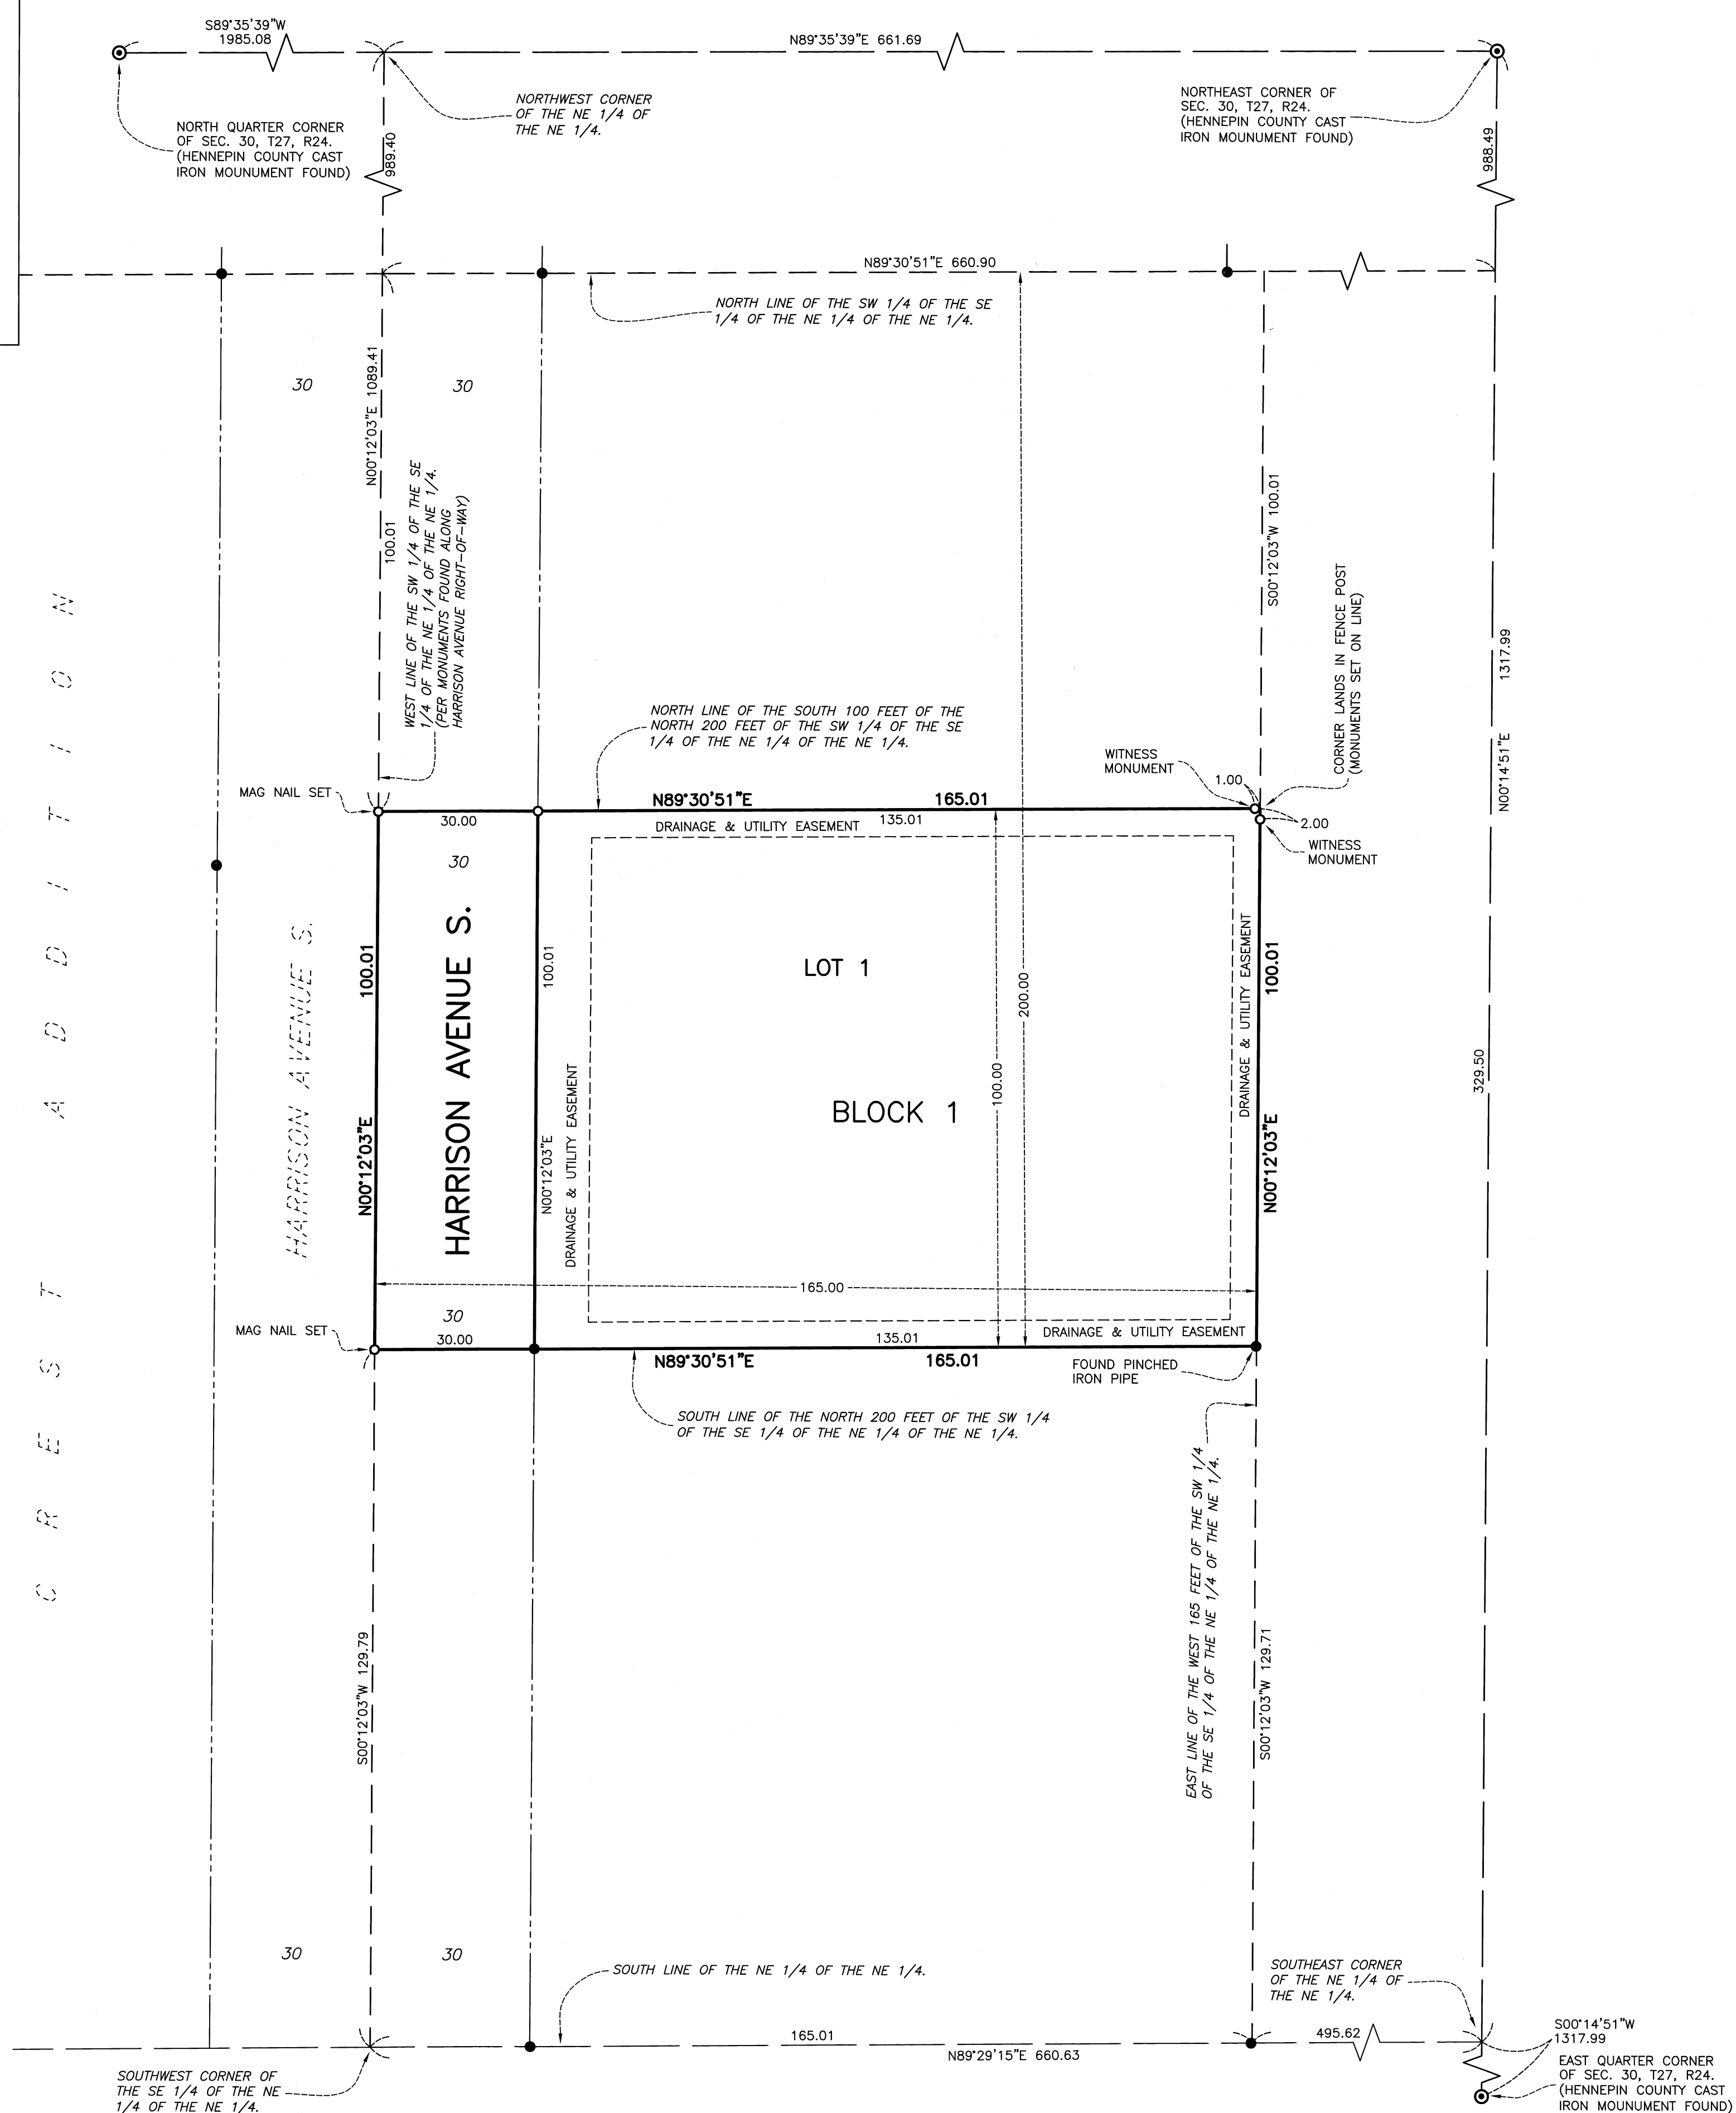 S89°35'39"W
1985.08
N89°35'39"E 661.69
NORTHWEST CORNER
OF THE NE 1/4 OF
THE NE 1/4.
NORTHEAST CORNER OF
SEC. 30, T27, R24.
(HENNEPIN COUNTY CAST
IRON MOUNUMENT FOUND)
NORTH QUARTER CORNER
OF SEC. 30, T27, R24.
(HENNEPIN COUNTY CAST
IRON MOUNUMENT FOUND)
989.40
988.49
N89°30'51"E 660.90
NORTH LINE OF THE SW 1/4 OF THE SE
1/4 OF THE NE 1/4 OF THE NE 1/4.
30
30
N00°12'03"E 1089.41
100.01
WEST LINE OF THE SW 1/4 OF THE SE
1/4 OF THE NE 1/4 OF THE NE 1/4.
(PER MONUMENTS FOUND ALONG
HARRISON AVENUE RIGHT-OF-WAY)
S00°12'03"W 100.01
CORNER LANDS IN FENCE POST
(MONUMENTS SET ON LINE)
N00°14'51"E 1317.99
CREST ADDITION
NORTH LINE OF THE SOUTH 100 FEET OF THE
NORTH 200 FEET OF THE SW 1/4 OF THE SE
1/4 OF THE NE 1/4 OF THE NE 1/4.
WITNESS
MONUMENT
1.00
MAG NAIL SET
N89°30'51"E 165.01
30.00
DRAINAGE & UTILITY EASEMENT 135.01
2.00
WITNESS
MONUMENT
30
HARRISON AVENUE S.
N00°12'03"E 100.01
HARRISON AVENUE S.
N00°12'03"E 100.01
DRAINAGE & UTILITY EASEMENT
LOT 1
BLOCK 1
100.00
200.00
DRAINAGE & UTILITY EASEMENT
N00°12'03"E 100.01
329.50
165.00
30
MAG NAIL SET
30.00
135.01
DRAINAGE & UTILITY EASEMENT
N89°30'51"E 165.01
FOUND PINCHED
IRON PIPE
SOUTH LINE OF THE NORTH 200 FEET OF THE SW 1/4
OF THE SE 1/4 OF THE NE 1/4 OF THE NE 1/4.
EAST LINE OF THE WEST 165 FEET OF THE SW 1/4
OF THE SE 1/4 OF THE NE 1/4 OF THE NE 1/4.
S00°12'03"W 129.79
S00°12'03"W 129.71
30
30
SOUTH LINE OF THE NE 1/4 OF THE NE 1/4.
SOUTHEAST CORNER
OF THE NE 1/4 OF
THE NE 1/4.
165.01
N89°29'15"E 660.63
495.62
S00°14'51"W
1317.99
SOUTHWEST CORNER OF
THE SE 1/4 OF THE NE
1/4 OF THE NE 1/4.
EAST QUARTER CORNER
OF SEC. 30, T27, R24.
(HENNEPIN COUNTY CAST
IRON MOUNUMENT FOUND)